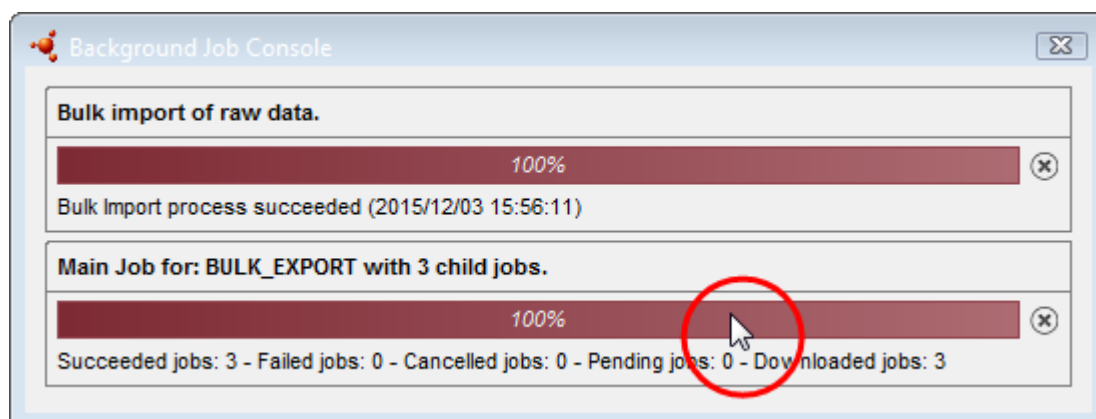 Background Job Console
Bulk import of raw data.
100%
Bulk Import process succeeded (2015/12/03 15:56:11)
Main Job for: BULK_EXPORT with 3 child jobs.
100%
Succeeded jobs: 3 - Failed jobs: 0 - Cancelled jobs: 0 - Pending jobs: 0 - Downloaded jobs: 3